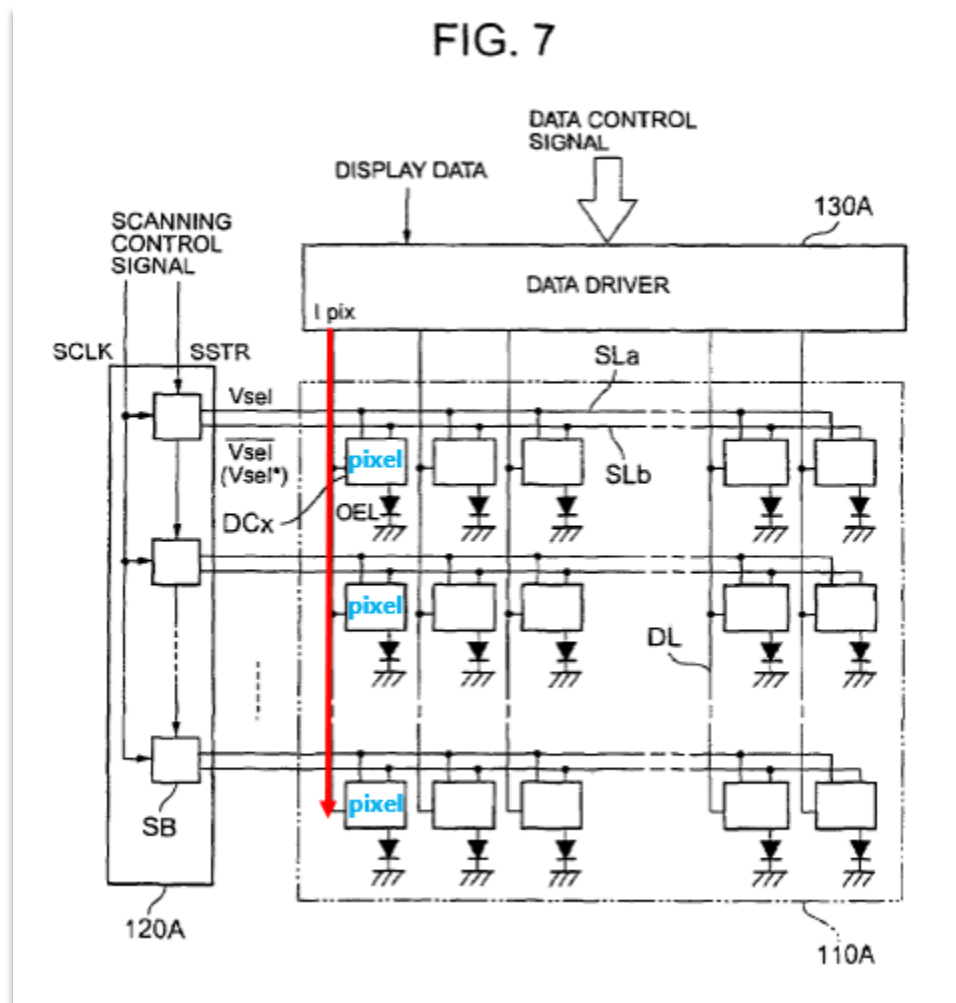 FIG. 7
DATA CONTROL
SIGNAL
DISPLAY DATA
130A
SCANNING
CONTROL
SIGNAL
DATA DRIVER
I pix
SCLK
SSTR
SLa
Vsel
Vsel
(Vsel*)
pixel
SLb
DCx
OEL
pixel
DL
pixel
SB
120A
110A